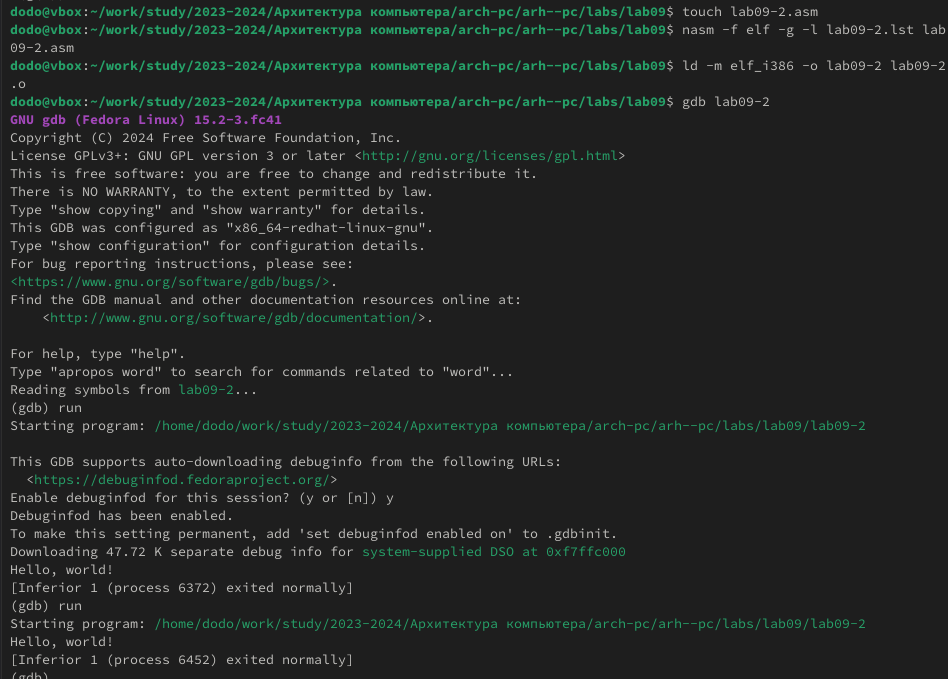 dodo@vbox:~/work/study/2023-2024/Архитектура компьютера/arch-pc/arh--pc/labs/lab09$ touch lab09-2.asm
dodo@vbox:~/work/study/2023-2024/Архитектура компьютера/arch-pc/arh--pc/labs/lab09$ nasm -f elf -g -l lab09-2.lst lab
09-2.asm
dodo@vbox:~/work/study/2023-2024/Архитектура компьютера/arch-pc/arh--pc/labs/lab09$ ld -m elf_i386 -o lab09-2 lab09-2
.o
dodo@vbox:~/work/study/2023-2024/Архитектура компьютера/arch-pc/arh--pc/labs/lab09$ gdb lab09-2
GNU gdb (Fedora Linux) 15.2-3.fc41
Copyright (C) 2024 Free Software Foundation, Inc.
License GPLv3+: GNU GPL version 3 or later <http://gnu.org/licenses/gpl.html>
This is free software: you are free to change and redistribute it.
There is NO WARRANTY, to the extent permitted by law.
Type "show copying" and "show warranty" for details.
This GDB was configured as "x86_64-redhat-linux-gnu".
Type "show configuration" for configuration details.
For bug reporting instructions, please see:
<https://www.gnu.org/software/gdb/bugs/>.
Find the GDB manual and other documentation resources online at:
    <http://www.gnu.org/software/gdb/documentation/>.

For help, type "help".
Type "apropos word" to search for commands related to "word"...
Reading symbols from lab09-2...
(gdb) run
Starting program: /home/dodo/work/study/2023-2024/Архитектура компьютера/arch-pc/arh--pc/labs/lab09/lab09-2

This GDB supports auto-downloading debuginfo from the following URLs:
  <https://debuginfod.fedoraproject.org/>
Enable debuginfod for this session? (y or [n]) y
Debuginfod has been enabled.
To make this setting permanent, add 'set debuginfod enabled on' to .gdbinit.
Downloading 47.72 K separate debug info for system-supplied DSO at 0xf7ffc000
Hello, world!
[Inferior 1 (process 6372) exited normally]
(gdb) run
Starting program: /home/dodo/work/study/2023-2024/Архитектура компьютера/arch-pc/arh--pc/labs/lab09/lab09-2
Hello, world!
[Inferior 1 (process 6452) exited normally]
(gdb)